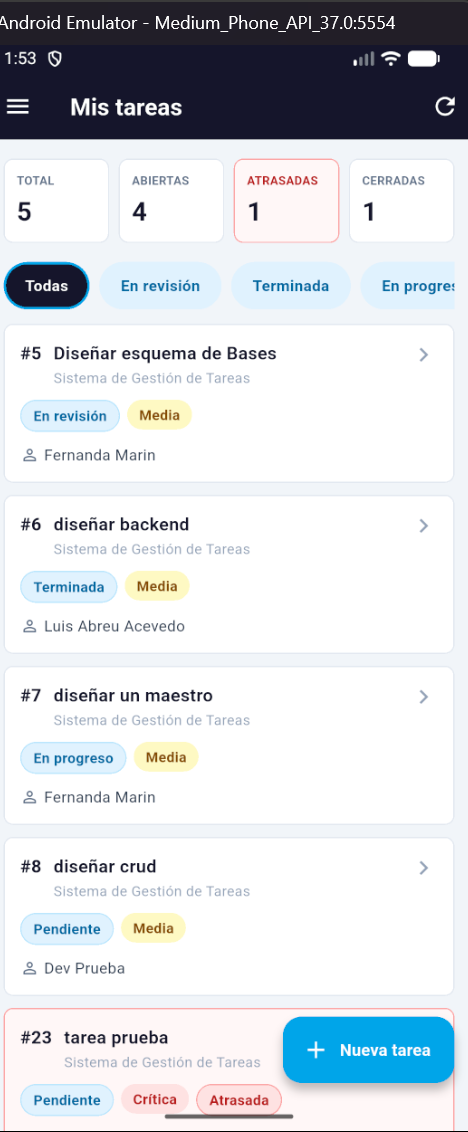 Android Emulator - Medium_Phone_API_37.0:5554
1:53
Mis tareas
TOTAL ABIERTAS ATRASADAS CERRADAS
5 4 1 1
Todas En revisión Terminada En progres
#5 Diseñar esquema de Bases
Sistema de Gestión de Tareas
En revisión Media
Fernanda Marin
#6 diseñar backend
Sistema de Gestión de Tareas
Terminada Media
Luis Abreu Acevedo
#7 diseñar un maestro
Sistema de Gestión de Tareas
En progreso Media
Fernanda Marin
#8 diseñar crud
Sistema de Gestión de Tareas
Pendiente Media
Dev Prueba
#23 tarea prueba
Sistema de Gestión de Tareas
Pendiente Crítica Atrasada
+ Nueva tarea